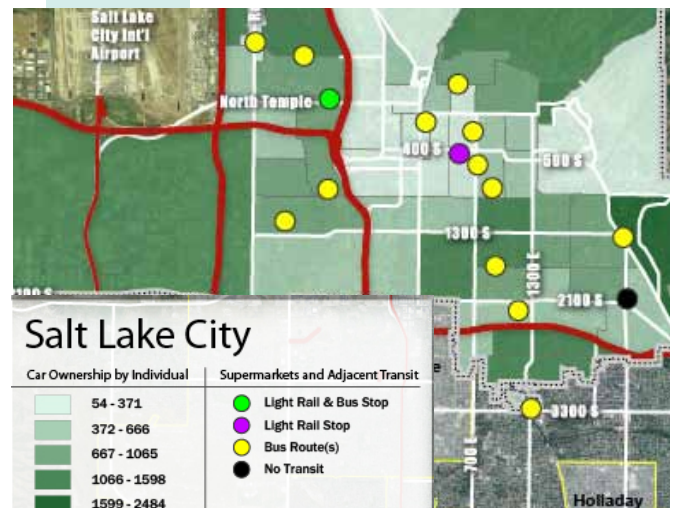 Salt Lake
City Int'l
Airport
North Temple
400 S
500 S
1300 S
1300 E
2100 S
2100 S
Salt Lake City
Car Ownership by Individual
54 - 371
372 - 666
667 - 1065
1066 - 1598
1599 - 2484
Supermarkets and Adjacent Transit
Light Rail & Bus Stop
Light Rail Stop
Bus Route(s)
No Transit
3300 S
700 E
Holladay